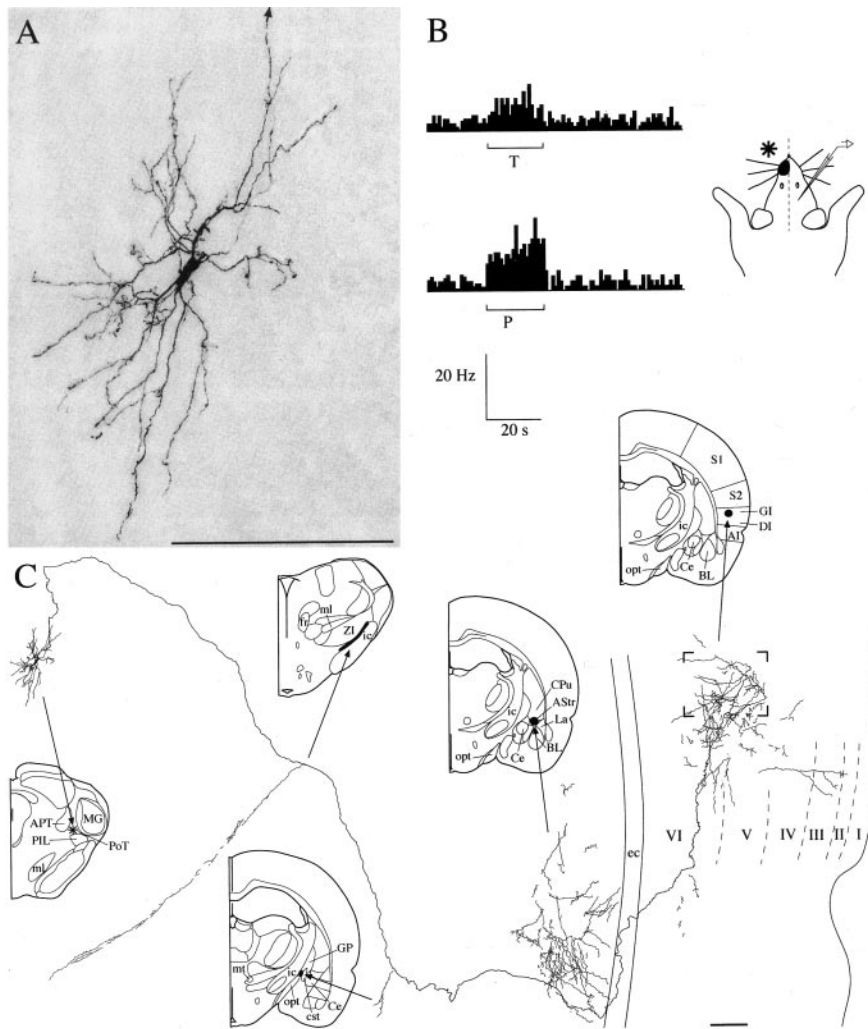 A
B
T
P
20 Hz
20 s
S1
S2
GI
DI
AI
ic
Ce
opt
BL
C
ml
fr
ZI
ic
CPu
AStr
La
ic
BL
Ce
opt
APT
MG
PIL
PoT
ml
ec
VI
V
IV
III
II
I
GP
mt
ic
opt
Ce
cst